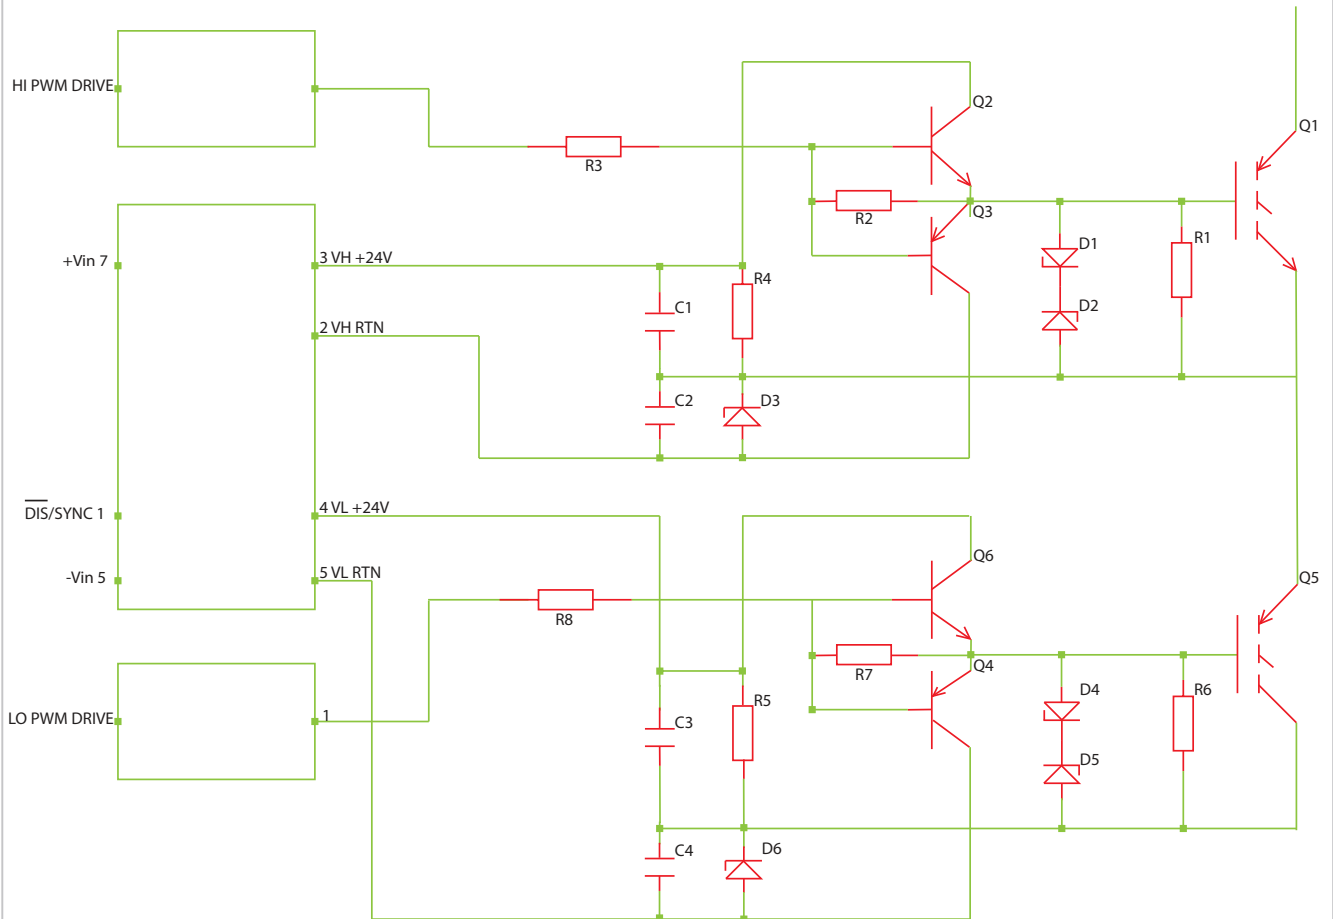 HI PWM DRIVE
Q2
Q1
R3
R2
Q3
D1
R1
+Vin 7
3 VH +24V
R4
C1
D2
2 VH RTN
C2
D3
DIS/SYNC 1
4 VL +24V
-Vin 5
5 VL RTN
Q6
Q5
R8
R7
Q4
LO PWM DRIVE
1
R5
C3
D4
R6
D5
C4
D6